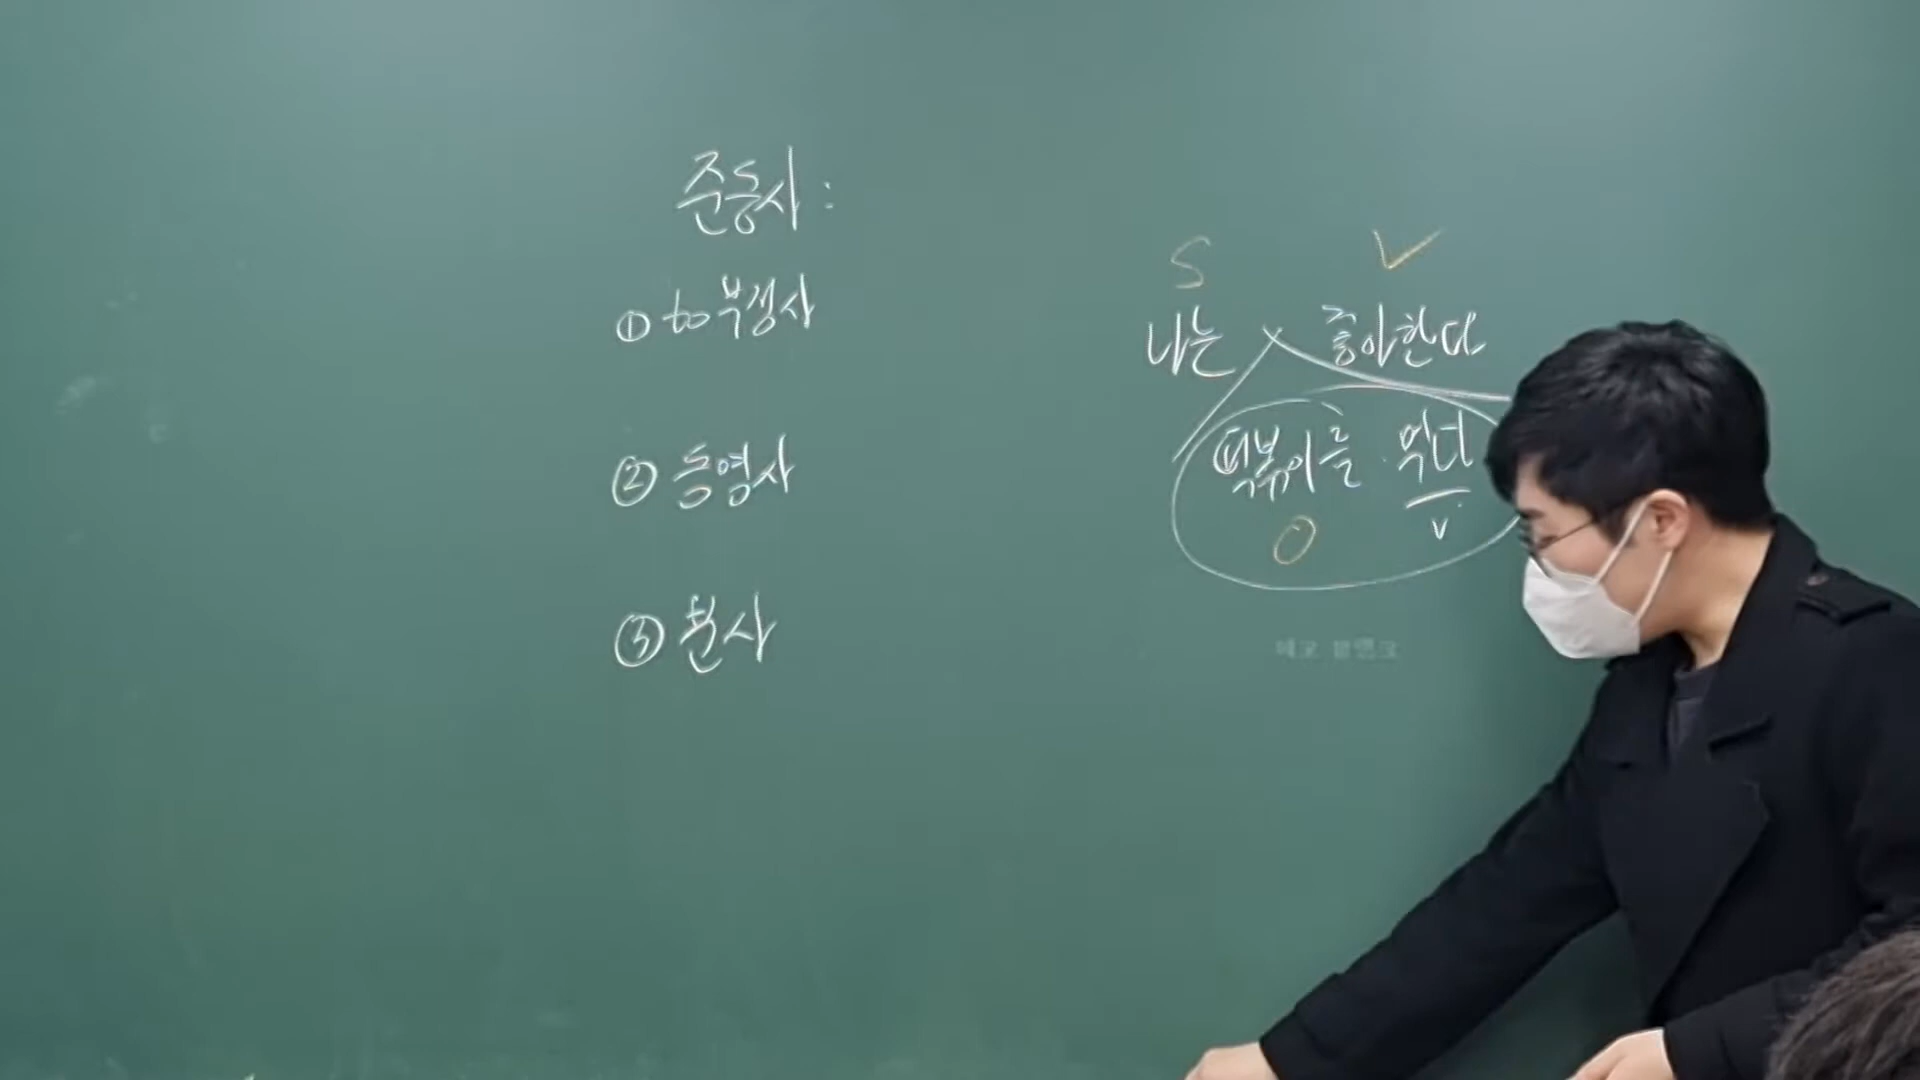 준동사 :
① to부정사
② 동명사
③ 분사
S V
나는 좋아한다
떡볶이를 먹다
O V